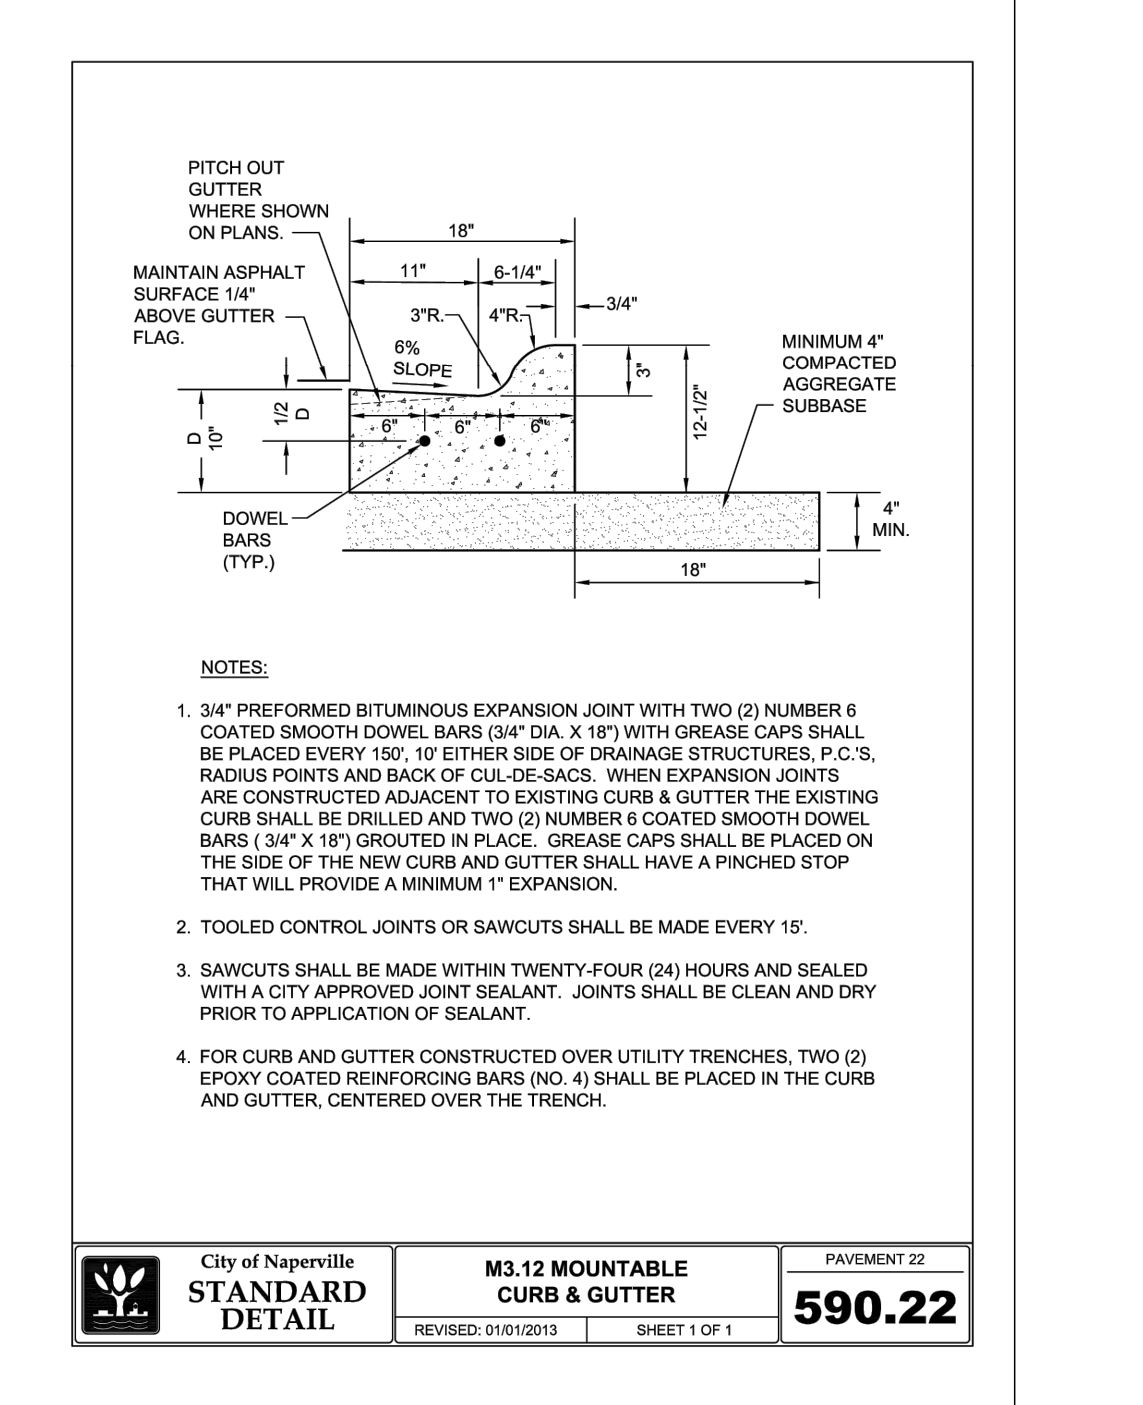 PITCH OUT
GUTTER
WHERE SHOWN
ON PLANS.
18"
MAINTAIN ASPHALT
SURFACE 1/4"
ABOVE GUTTER
FLAG.
11"
6-1/4"
3/4"
3"R.
4"R.
6%
SLOPE
3"
12-1/2"
MINIMUM 4"
COMPACTED
AGGREGATE
SUBBASE
D
10"
1/2
D
6"
6"
6"
DOWEL
BARS
(TYP.)
4"
MIN.
18"
NOTES:
1. 3/4" PREFORMED BITUMINOUS EXPANSION JOINT WITH TWO (2) NUMBER 6
COATED SMOOTH DOWEL BARS (3/4" DIA. X 18") WITH GREASE CAPS SHALL
BE PLACED EVERY 150', 10' EITHER SIDE OF DRAINAGE STRUCTURES, P.C.'S,
RADIUS POINTS AND BACK OF CUL-DE-SACS. WHEN EXPANSION JOINTS
ARE CONSTRUCTED ADJACENT TO EXISTING CURB & GUTTER THE EXISTING
CURB SHALL BE DRILLED AND TWO (2) NUMBER 6 COATED SMOOTH DOWEL
BARS ( 3/4" X 18") GROUTED IN PLACE. GREASE CAPS SHALL BE PLACED ON
THE SIDE OF THE NEW CURB AND GUTTER SHALL HAVE A PINCHED STOP
THAT WILL PROVIDE A MINIMUM 1" EXPANSION.
2. TOOLED CONTROL JOINTS OR SAWCUTS SHALL BE MADE EVERY 15'.
3. SAWCUTS SHALL BE MADE WITHIN TWENTY-FOUR (24) HOURS AND SEALED
WITH A CITY APPROVED JOINT SEALANT. JOINTS SHALL BE CLEAN AND DRY
PRIOR TO APPLICATION OF SEALANT.
4. FOR CURB AND GUTTER CONSTRUCTED OVER UTILITY TRENCHES, TWO (2)
EPOXY COATED REINFORCING BARS (NO. 4) SHALL BE PLACED IN THE CURB
AND GUTTER, CENTERED OVER THE TRENCH.
City of Naperville
STANDARD
DETAIL
M3.12 MOUNTABLE
CURB & GUTTER
REVISED: 01/01/2013
SHEET 1 OF 1
PAVEMENT 22
590.22